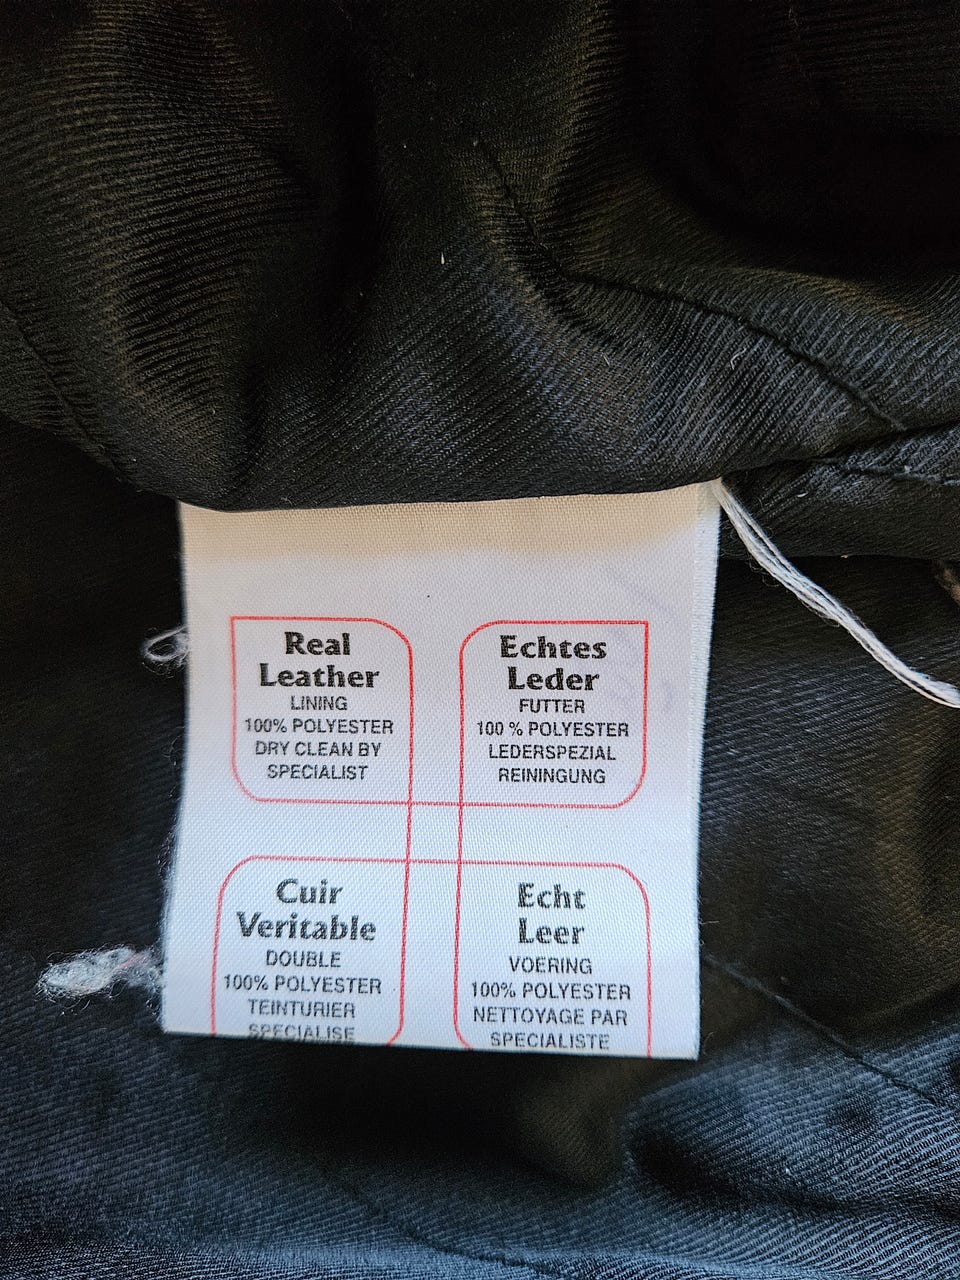 Real
Leather
LINING
100% POLYESTER
DRY CLEAN BY
SPECIALIST
Echtes
Leder
FUTTER
100 % POLYESTER
LEDERSPEZIAL
REININGUNG
Cuir
Veritable
DOUBLE
100% POLYESTER
TEINTURIER
SPECIALISE
Echt
Leer
VOERING
100% POLYESTER
NETTOYAGE PAR
SPECIALISTE